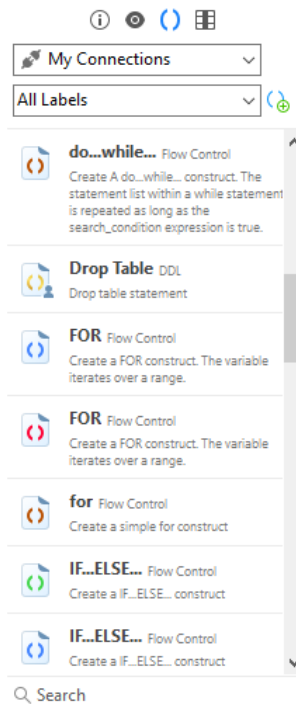 My Connections
All Labels
do...while... Flow Control
Create A do...while... construct. The
statement list within a while statement
is repeated as long as the
search_condition expression is true.
Drop Table DDL
Drop table statement
FOR Flow Control
Create a FOR construct. The variable
iterates over a range.
FOR Flow Control
Create a FOR construct. The variable
iterates over a range.
for Flow Control
Create a simple for construct
IF...ELSE... Flow Control
Create a IF...ELSE... construct
IF...ELSE... Flow Control
Create a IF...ELSE... construct
Search